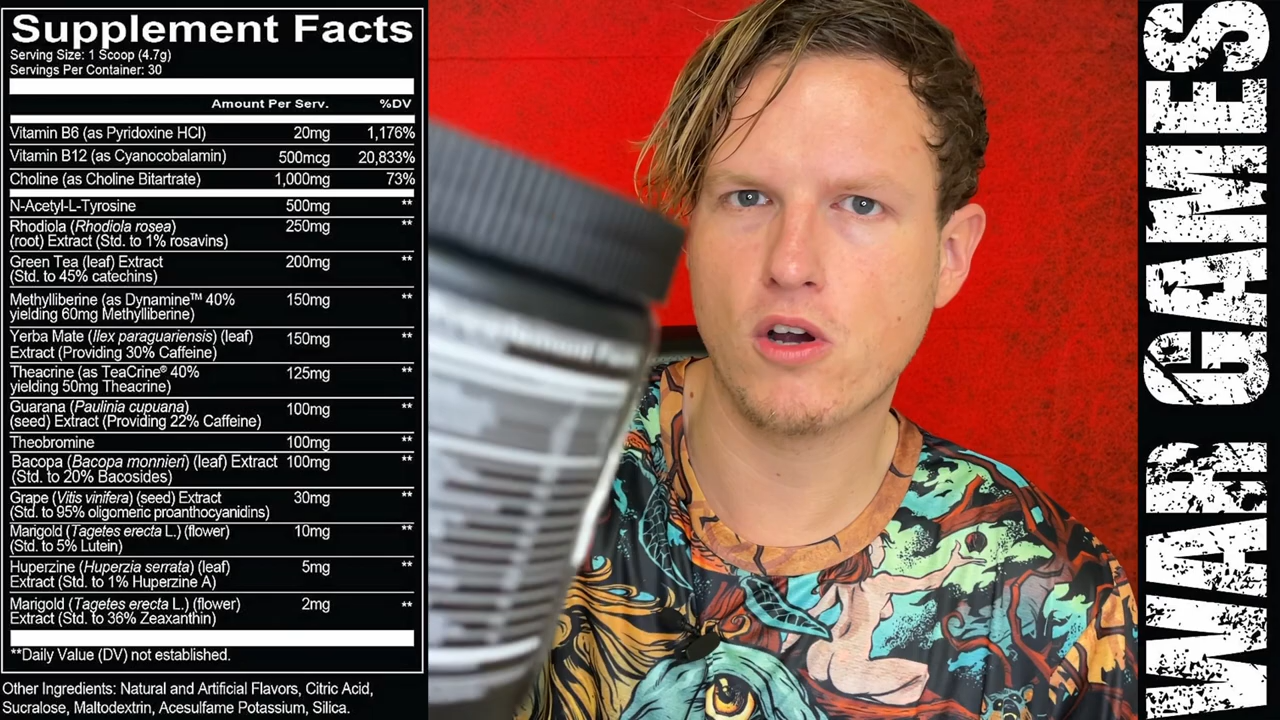 Supplement Facts
Serving Size: 1 Scoop (4.7g)
Servings Per Container: 30
Amount Per Serv. %DV
Vitamin B6 (as Pyridoxine HCl) 20mg 1,176%
Vitamin B12 (as Cyanocobalamin) 500mcg 20,833%
Choline (as Choline Bitartrate) 1,000mg 73%
N-Acetyl-L-Tyrosine 500mg **
Rhodiola (Rhodiola rosea) 250mg **
(root) Extract (Std. to 1% rosavins)
Green Tea (leaf) Extract 200mg **
(Std. to 45% catechins)
Methylliberine (as Dynamine™ 40% 150mg **
yielding 60mg Methylliberine)
Yerba Mate (Ilex paraguariensis) (leaf) 150mg **
Extract (Providing 30% Caffeine)
Theacrine (as TeaCrine® 40% 125mg **
yielding 50mg Theacrine)
Guarana (Paulinia cupuana) 100mg **
(seed) Extract (Providing 22% Caffeine)
Theobromine 100mg **
Bacopa (Bacopa monnieri) (leaf) Extract 100mg **
(Std. to 20% Bacosides)
Grape (Vitis vinifera) (seed) Extract 30mg **
(Std. to 95% oligomeric proanthocyanidins)
Marigold (Tagetes erecta L.) (flower) 10mg **
(Std. to 5% Lutein)
Huperzine (Huperzia serrata) (leaf) 5mg **
Extract (Std. to 1% Huperzine A)
Marigold (Tagetes erecta L.) (flower) 2mg **
Extract (Std. to 36% Zeaxanthin)
**Daily Value (DV) not established.
Other Ingredients: Natural and Artificial Flavors, Citric Acid,
Sucralose, Maltodextrin, Acesulfame Potassium, Silica.
WAR GAMES